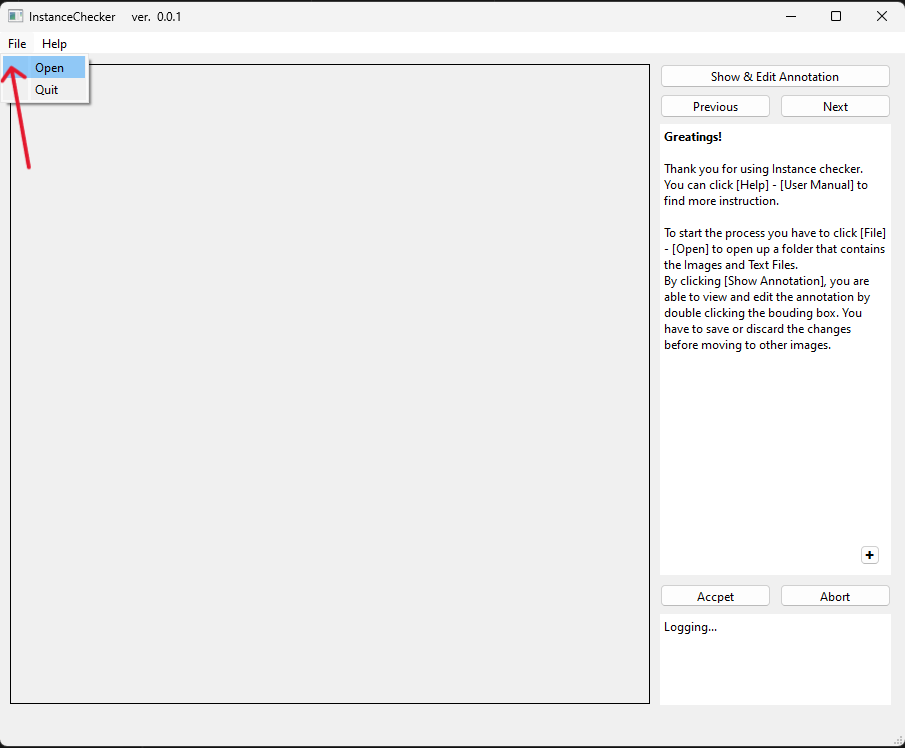 InstanceChecker ver. 0.0.1
File Help
Open
Quit
Show & Edit Annotation
Previous Next
Greatings!
Thank you for using Instance checker.
You can click [Help] - [User Manual] to
find more instruction.
To start the process you have to click [File]
- [Open] to open up a folder that contains
the Images and Text Files.
By clicking [Show Annotation], you are
able to view and edit the annotation by
double clicking the bouding box. You
have to save or discard the changes
before moving to other images.
+
Accpet Abort
Logging...